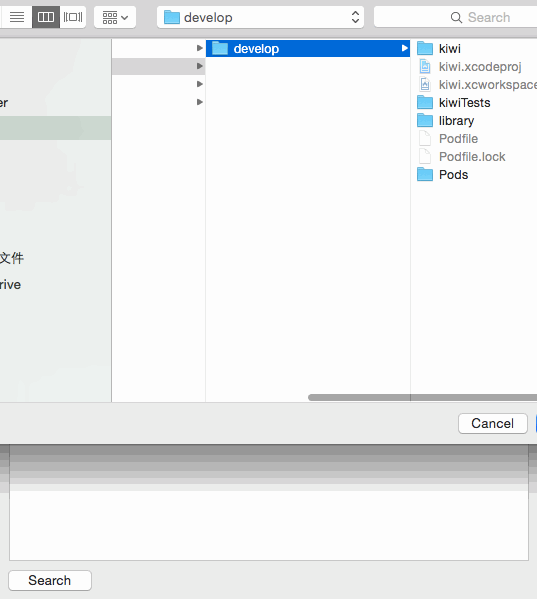 develop
Search
develop
kiwi
kiwi.xcodeproj
kiwi.xcworkspace
kiwiTests
library
Podfile
Podfile.lock
Pods
er
文件
rive
Cancel
Search